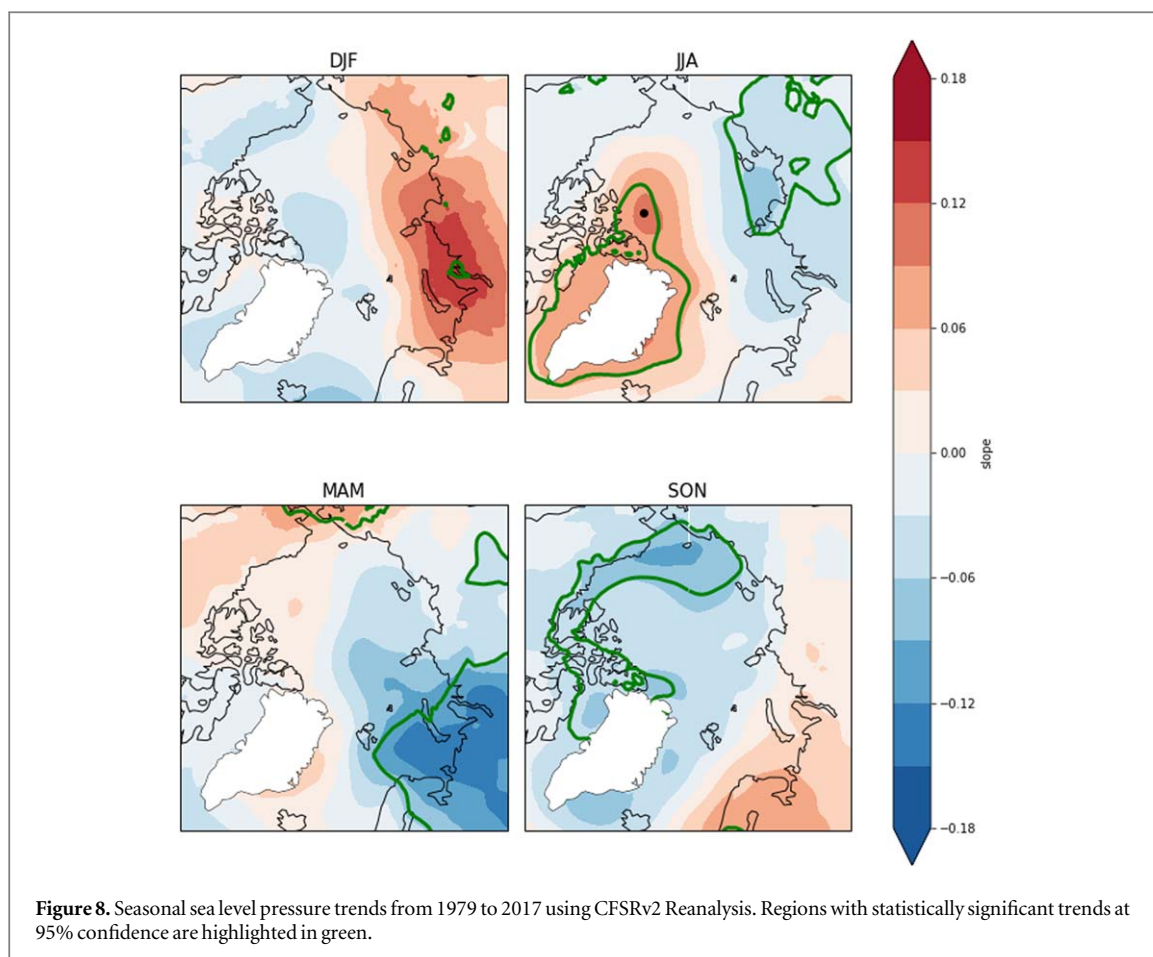 DJF
JJA
MAM
SON
0.18
0.12
0.06
0.00
−0.06
−0.12
−0.18
slope
Figure 8. Seasonal sea level pressure trends from 1979 to 2017 using CFSRv2 Reanalysis. Regions with statistically significant trends at
95% confidence are highlighted in green.